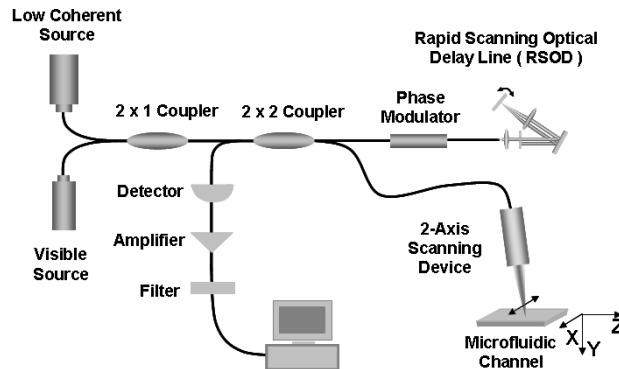 Low Coherent
Source
Rapid Scanning Optical
Delay Line ( RSOD )
2 x 1 Coupler
2 x 2 Coupler
Phase
Modulator
Detector
Amplifier
Filter
Visible
Source
2-Axis
Scanning
Device
Microfluidic
Channel
X
Y
Z